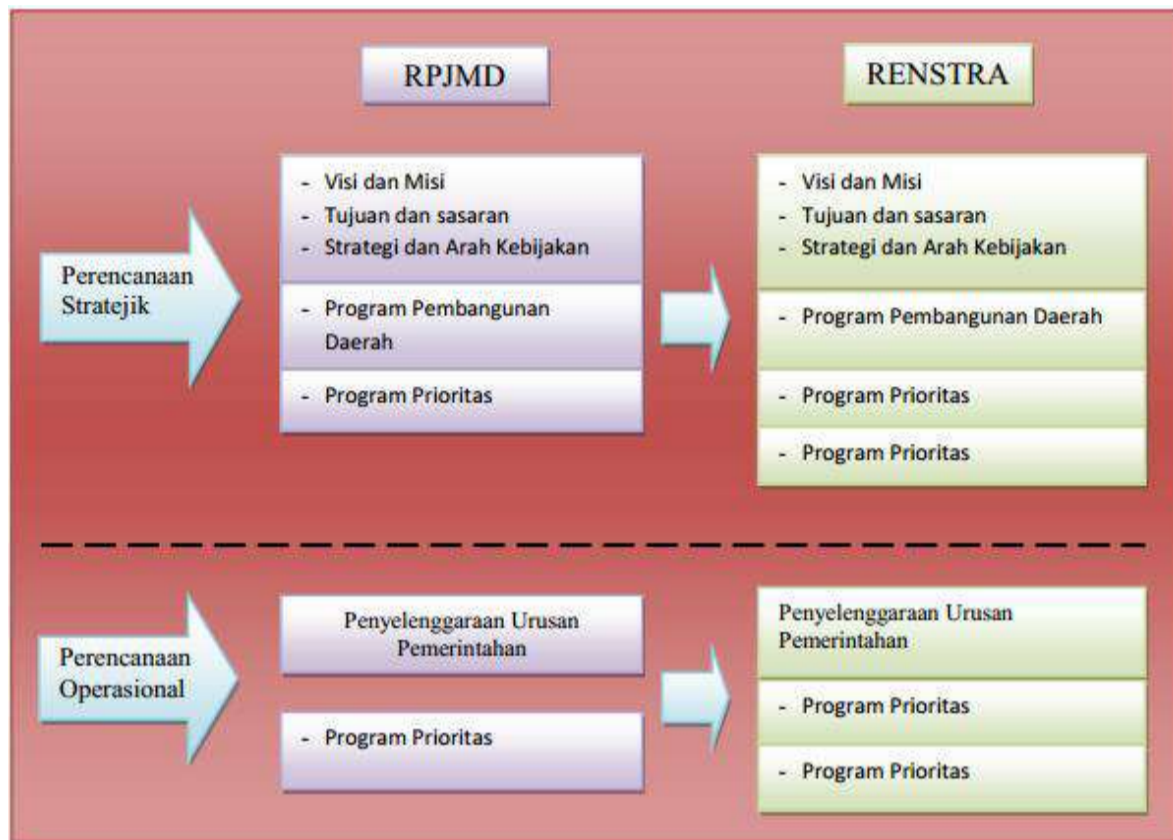 RPJMD
RENSTRA
Perencanaan
Stratejik
- Visi dan Misi
- Tujuan dan sasaran
- Strategi dan Arah Kebijakan
- Program Pembangunan
Daerah
- Program Prioritas
- Visi dan Misi
- Tujuan dan sasaran
- Strategi dan Arah Kebijakan
- Program Pembangunan Daerah
- Program Prioritas
- Program Prioritas
Perencanaan
Operasional
Penyelenggaraan Urusan
Pemerintahan
- Program Prioritas
Penyelenggaraan Urusan
Pemerintahan
- Program Prioritas
- Program Prioritas